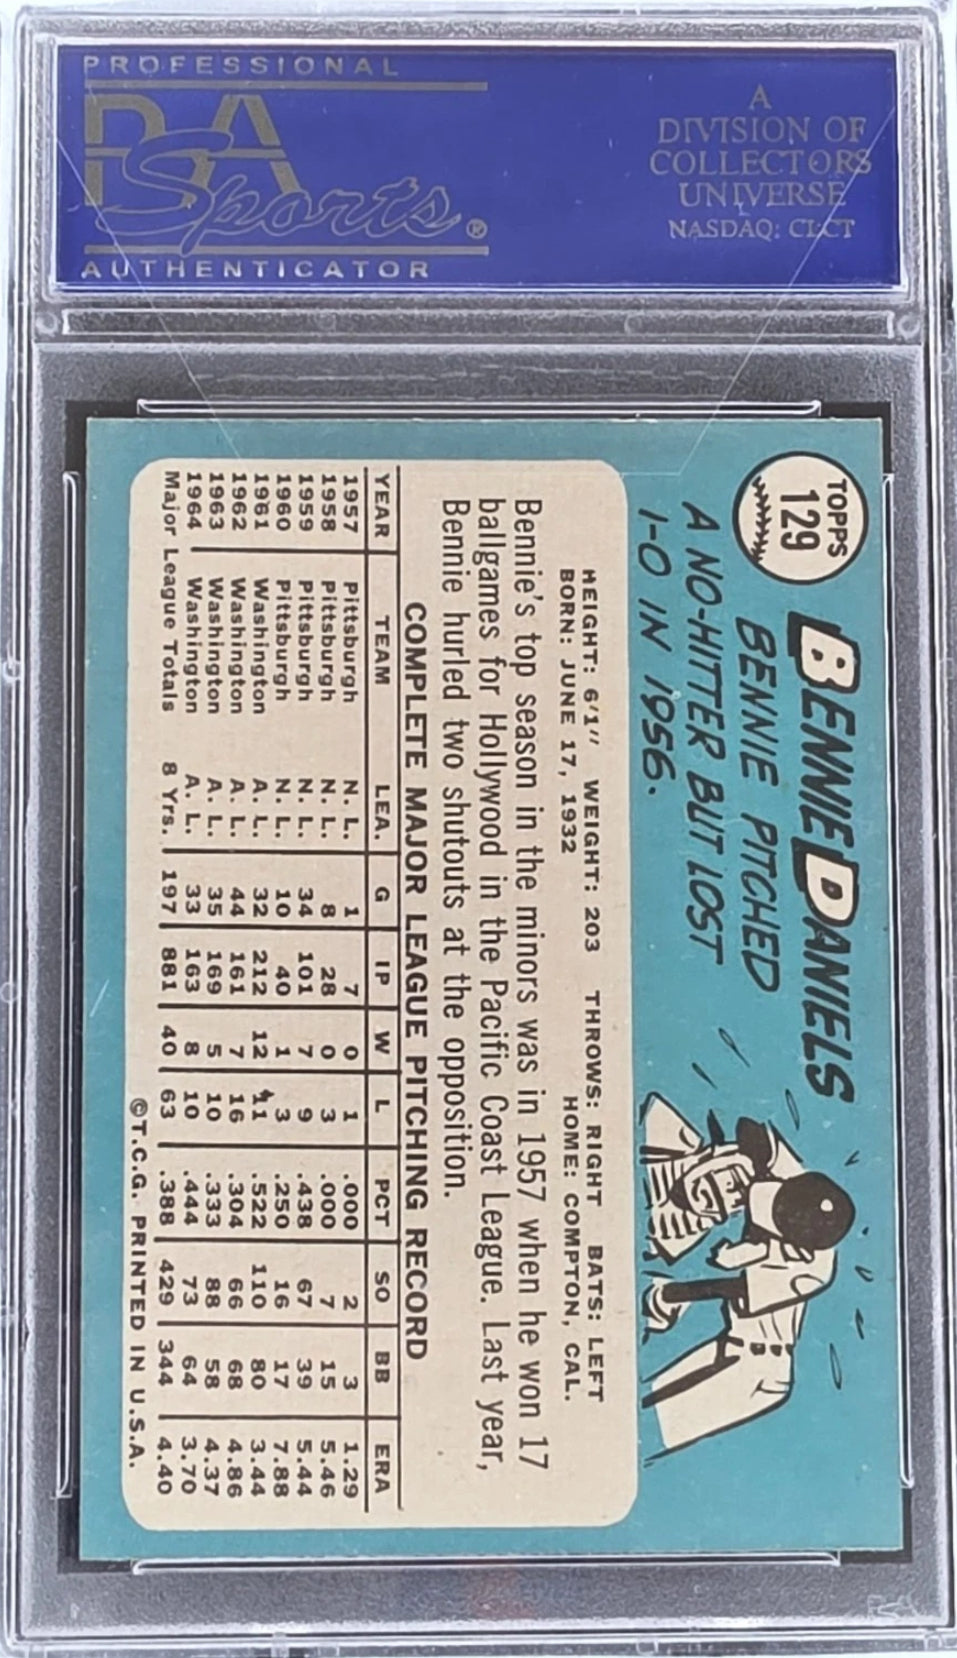 PROFESSIONAL
PSA
Sports®
AUTHENTICATOR
A
DIVISION OF
COLLECTORS
UNIVERSE
NASDAQ: CLCT
TOPPS
129
BENNIE DANIELS
BENNIE PITCHED
A NO-HITTER BUT LOST
1-0 IN 1956.
HEIGHT: 6'1" WEIGHT: 203 THROWS: RIGHT BATS: LEFT
BORN: JUNE 17, 1932 HOME: COMPTON, CAL.
Bennie's top season in the minors was in 1957 when he won 17
ballgames for Hollywood in the Pacific Coast League. Last year,
Bennie hurled two shutouts at the opposition.
COMPLETE MAJOR LEAGUE PITCHING RECORD
YEAR TEAM LEA. G IP W L PCT SO BB ERA
1957 Pittsburgh N. L. 1 7 0 1 .000 2 3 1.29
1958 Pittsburgh N. L. 8 28 0 3 .000 7 15 5.46
1959 Pittsburgh N. L. 34 101 7 9 .438 67 39 5.44
1960 Pittsburgh N. L. 10 40 1 3 .250 16 17 7.88
1961 Washington A. L. 32 212 12 11 .522 110 80 3.44
1962 Washington A. L. 44 161 7 16 .304 66 68 4.86
1963 Washington A. L. 35 169 5 10 .333 88 58 4.37
1964 Washington A. L. 33 163 8 10 .444 73 64 3.70
Major League Totals 8 Yrs. 197 881 40 63 .388 429 344 4.40
©T.C.G. PRINTED IN U.S.A.